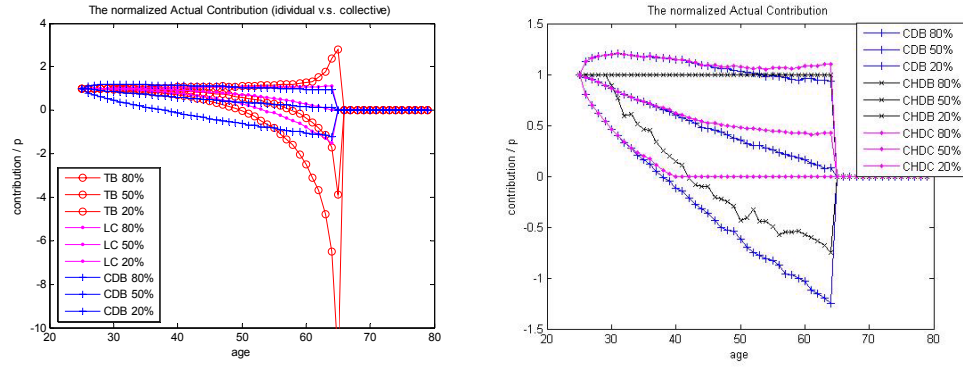 The normalized Actual Contribution (idividual v.s. collective)
4
2
0
-2
-4
-6
-8
-10
contribution / p
TB 80%
TB 50%
TB 20%
LC 80%
LC 50%
LC 20%
CDB 80%
CDB 50%
CDB 20%
20
30
40
50
60
70
80
age
The normalized Actual Contribution
1.5
1
0.5
0
-0.5
-1
-1.5
contribution / p
CDB 80%
CDB 50%
CDB 20%
CHDB 80%
CHDB 50%
CHDB 20%
CHDC 80%
CHDC 50%
CHDC 20%
20
30
40
50
60
70
80
age